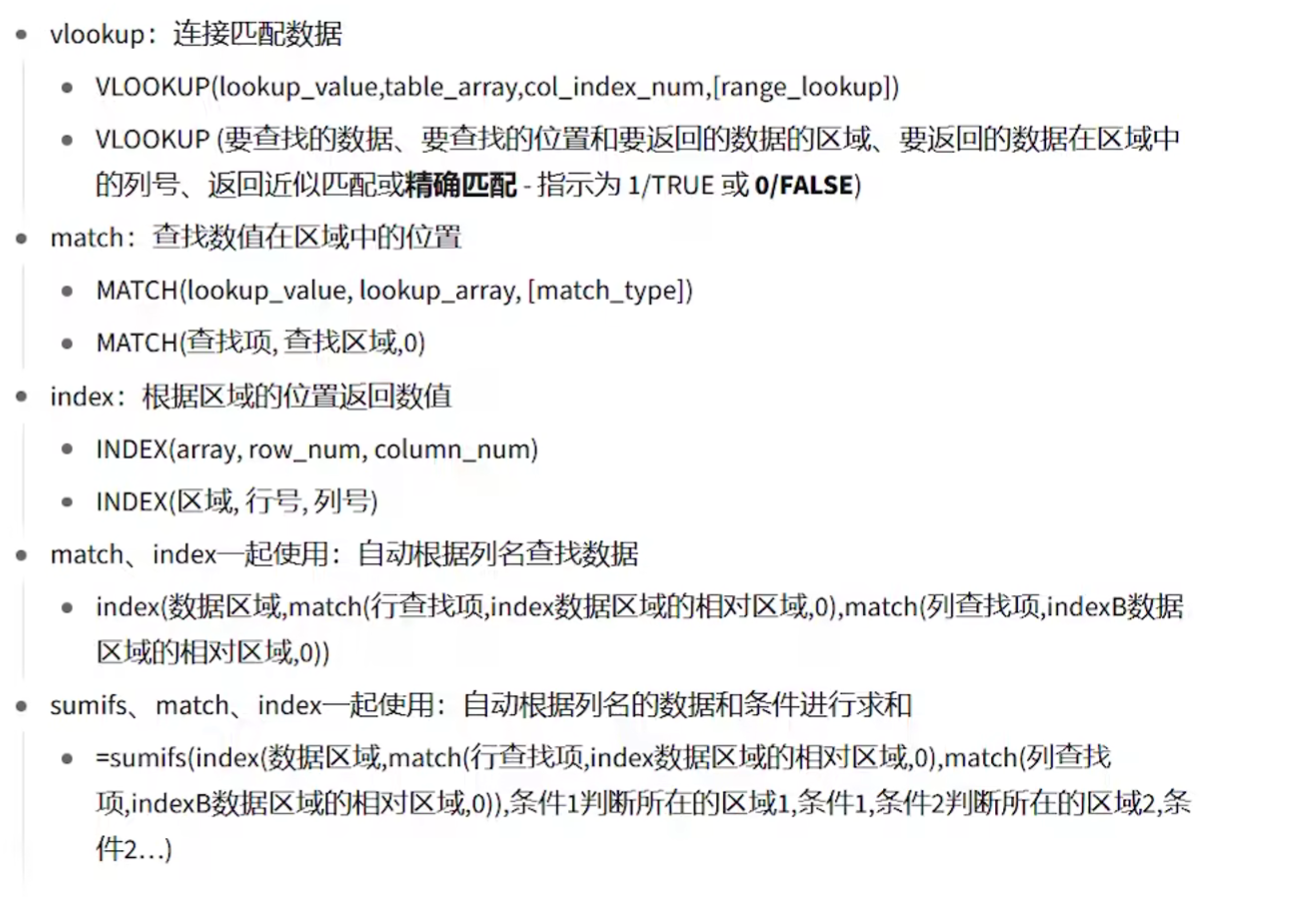 vlookup：连接匹配数据
VLOOKUP(lookup_value,table_array,col_index_num,[range_lookup])
VLOOKUP (要查找的数据、要查找的位置和要返回的数据的区域、要返回的数据在区域中
的列号、返回近似匹配或精确匹配 - 指示为 1/TRUE 或 0/FALSE)
match：查找数值在区域中的位置
MATCH(lookup_value, lookup_array, [match_type])
MATCH(查找项, 查找区域,0)
index：根据区域的位置返回数值
INDEX(array, row_num, column_num)
INDEX(区域, 行号, 列号)
match、index一起使用：自动根据列名查找数据
index(数据区域,match(行查找项,index数据区域的相对区域,0),match(列查找项,indexB数据
区域的相对区域,0))
sumifs、match、index一起使用：自动根据列名的数据和条件进行求和
=sumifs(index(数据区域,match(行查找项,index数据区域的相对区域,0),match(列查找
项,indexB数据区域的相对区域,0)),条件1判断所在的区域1,条件1,条件2判断所在的区域2,条
件2…)